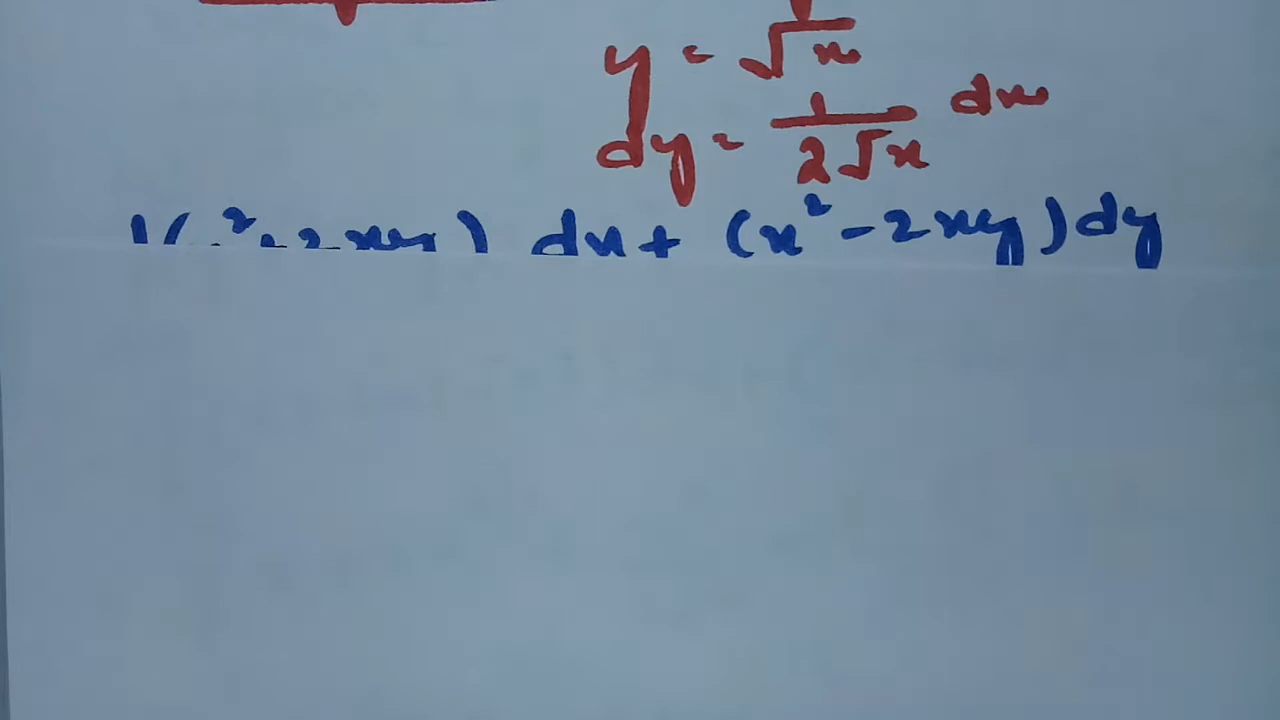 y = √x
dy = 1/(2√x) dx
dx + (x² - 2xy) dy